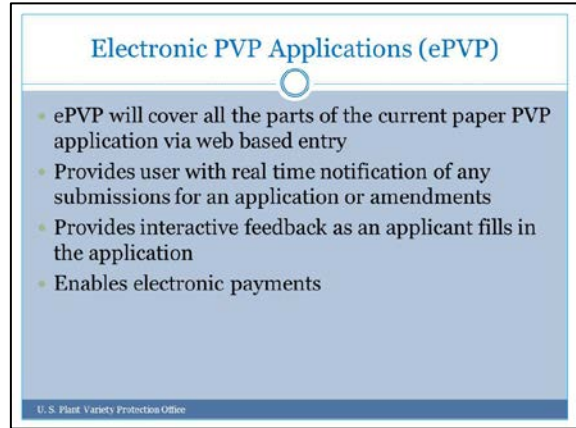 Electronic PVP Applications (ePVP)
ePVP will cover all the parts of the current paper PVP
application via web based entry
Provides user with real time notification of any
submissions for an application or amendments
Provides interactive feedback as an applicant fills in
the application
Enables electronic payments
U. S. Plant Variety Protection Office